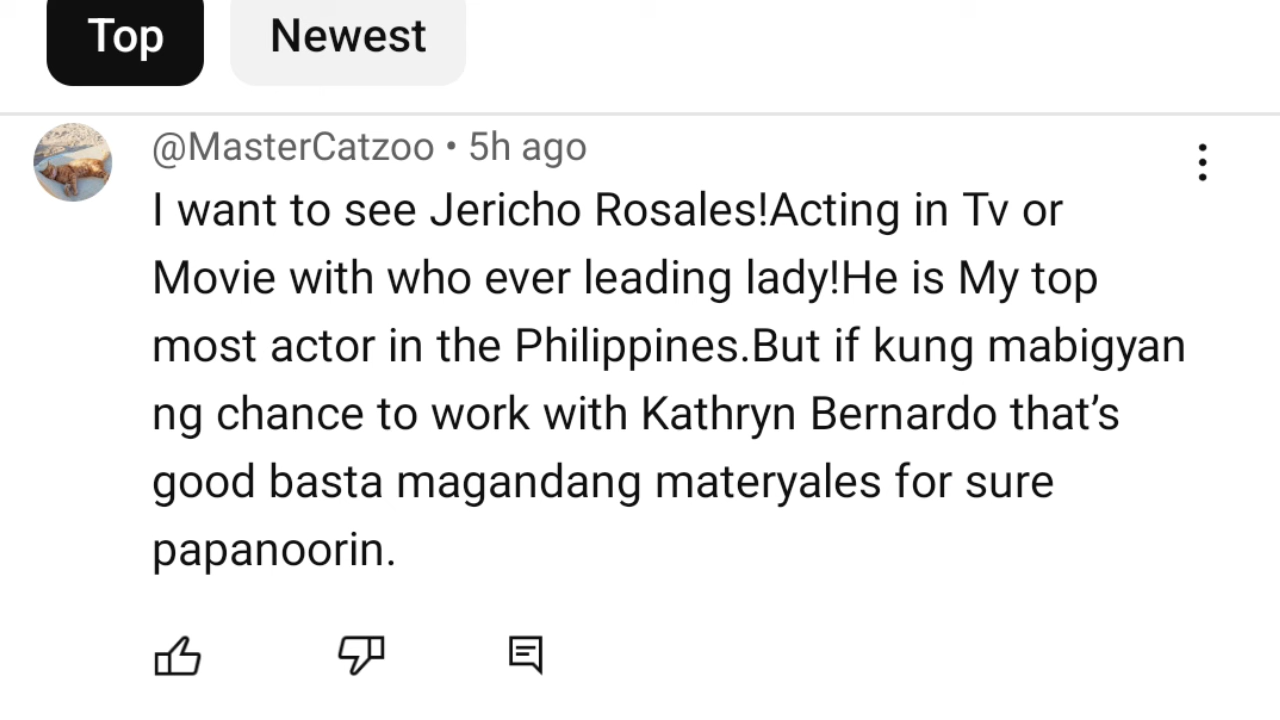 Top Newest
@MasterCatzoo • 5h ago
I want to see Jericho Rosales!Acting in Tv or
Movie with who ever leading lady!He is My top
most actor in the Philippines.But if kung mabigyan
ng chance to work with Kathryn Bernardo that’s
good basta magandang materyales for sure
papanoorin.